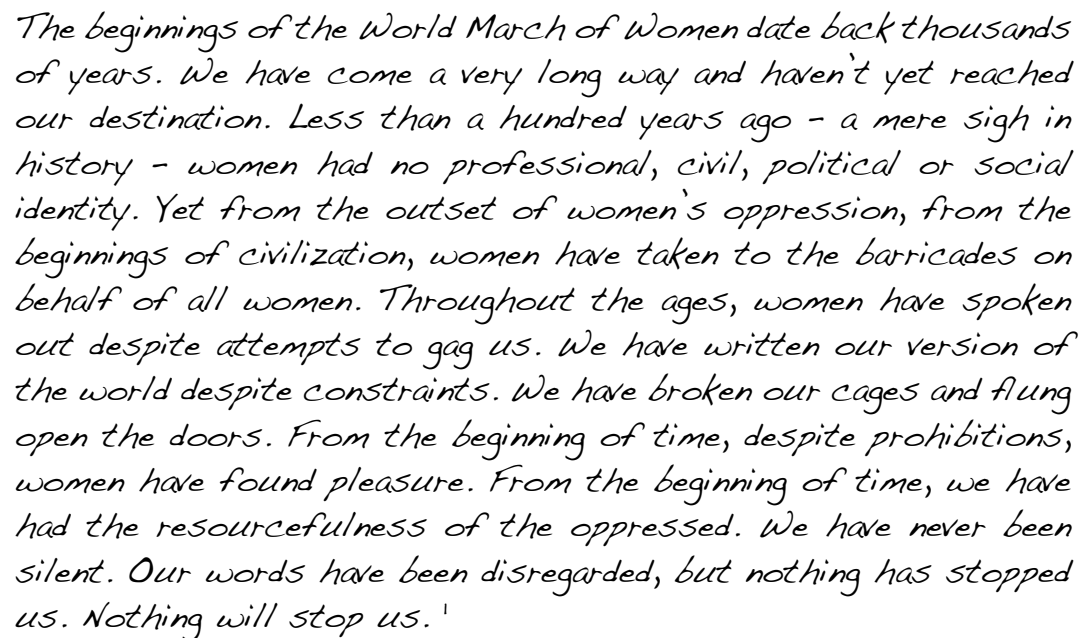 The beginnings of the World March of Women date back thousands
of years. We have come a very long way and haven't yet reached
our destination. Less than a hundred years ago - a mere sigh in
history - women had no professional, civil, political or social
identity. Yet from the outset of women's oppression, from the
beginnings of civilization, women have taken to the barricades on
behalf of all women. Throughout the ages, women have spoken
out despite attempts to gag us. We have written our version of
the world despite constraints. We have broken our cages and flung
open the doors. From the beginning of time, despite prohibitions,
women have found pleasure. From the beginning of time, we have
had the resourcefulness of the oppressed. We have never been
silent. Our words have been disregarded, but nothing has stopped
us. Nothing will stop us. ¹